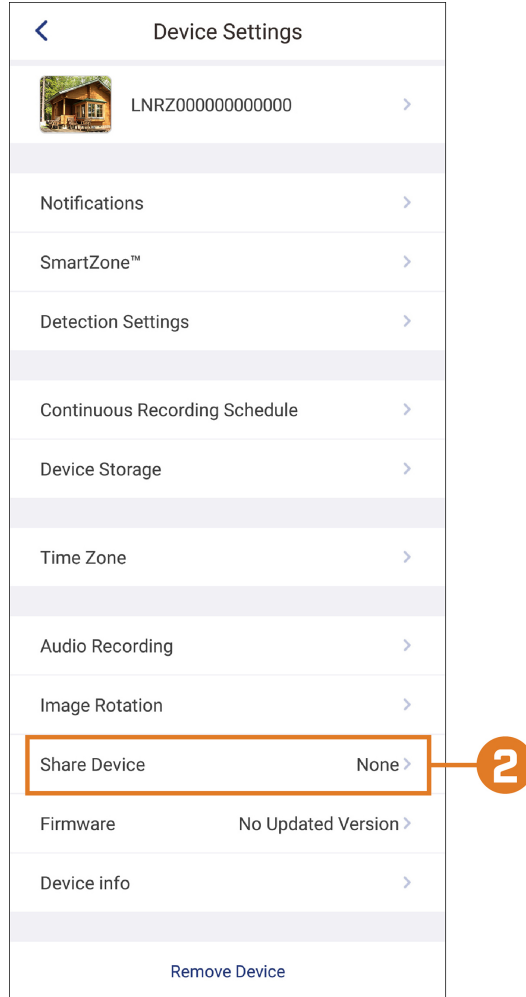 Device Settings
LNRZ000000000000
Notifications
SmartZone™
Detection Settings
Continuous Recording Schedule
Device Storage
Time Zone
Audio Recording
Image Rotation
Share Device None
2
Firmware No Updated Version
Device info
Remove Device